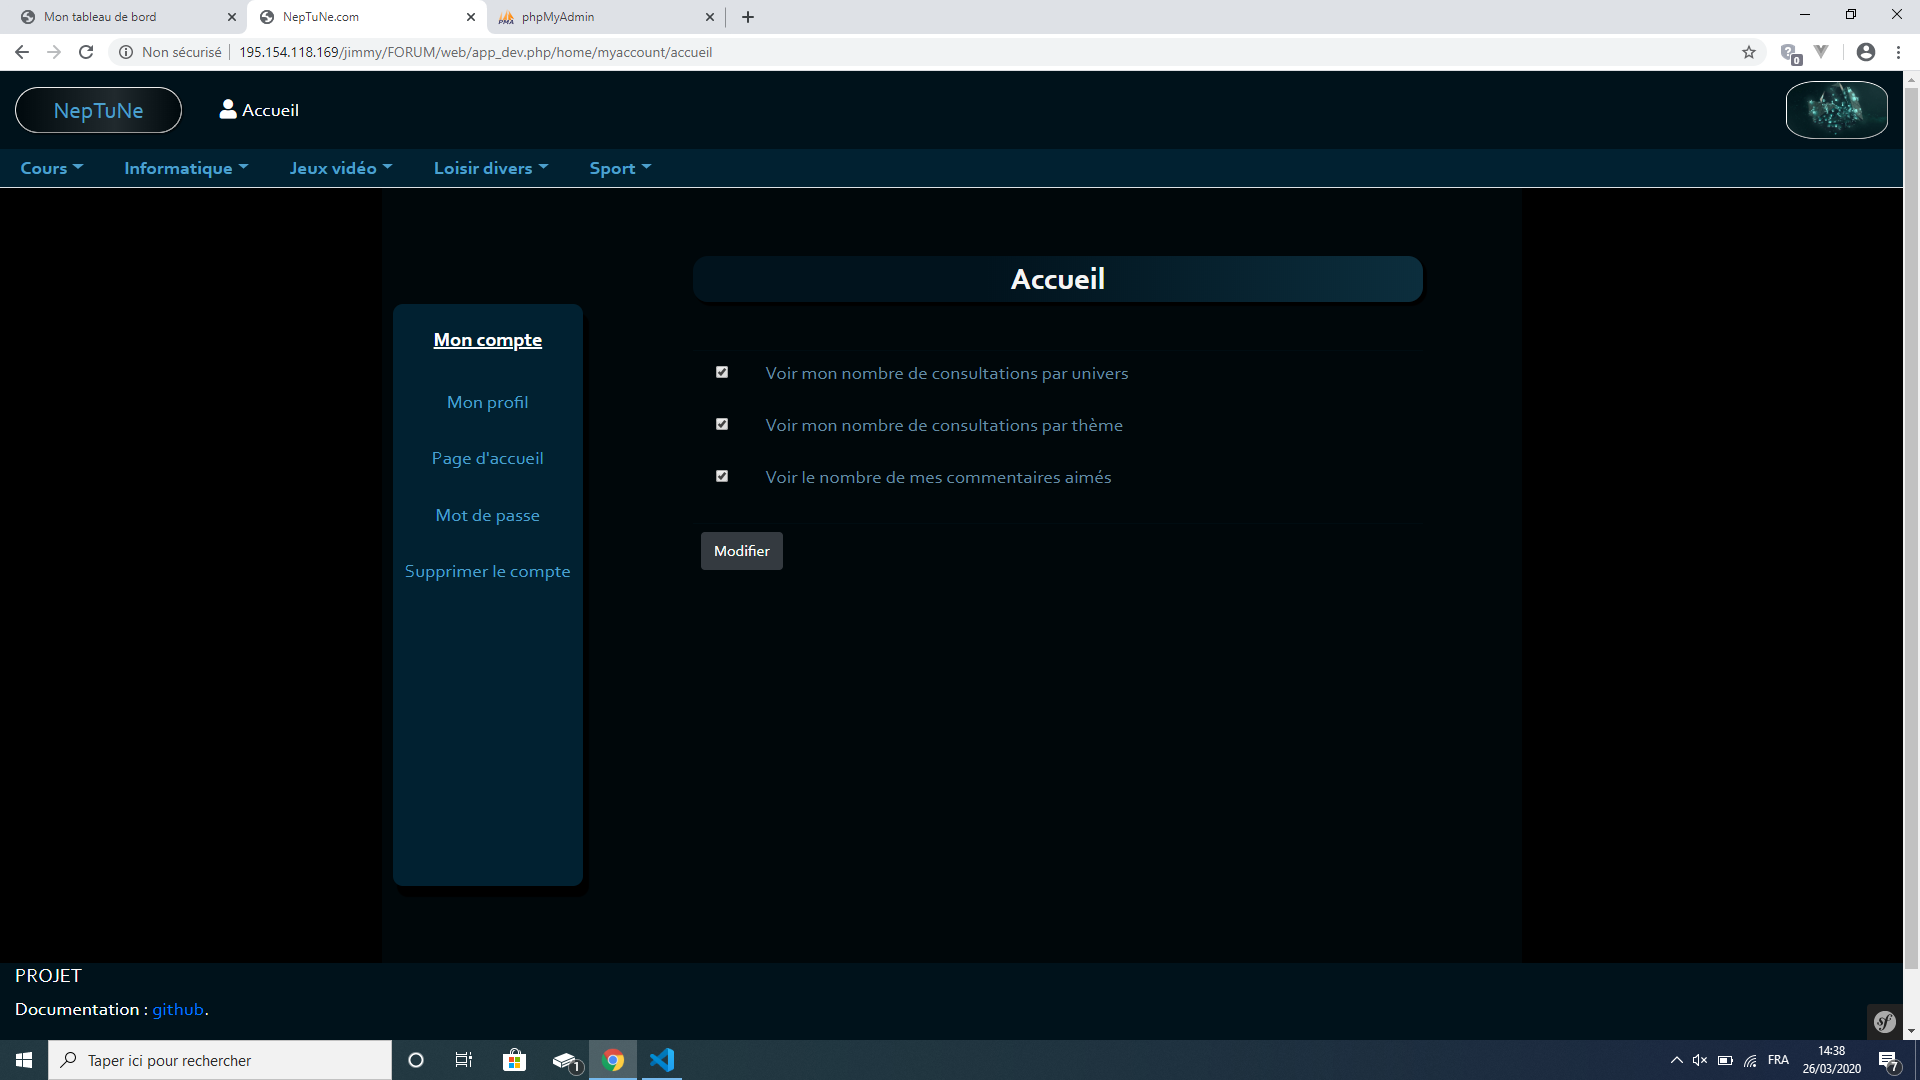 Mon tableau de bord
NepTuNe.com
phpMyAdmin
Non sécurisé
195.154.118.169/jimmy/FORUM/web/app_dev.php/home/myaccount/accueil
0
NepTuNe
Accueil
Cours
Informatique
Jeux vidéo
Loisir divers
Sport
Accueil
Mon compte
Mon profil
Page d'accueil
Mot de passe
Supprimer le compte
Voir mon nombre de consultations par univers
Voir mon nombre de consultations par thème
Voir le nombre de mes commentaires aimés
Modifier
PROJET
Documentation : github.
sf
Taper ici pour rechercher
1
FRA
14:38
26/03/2020
7